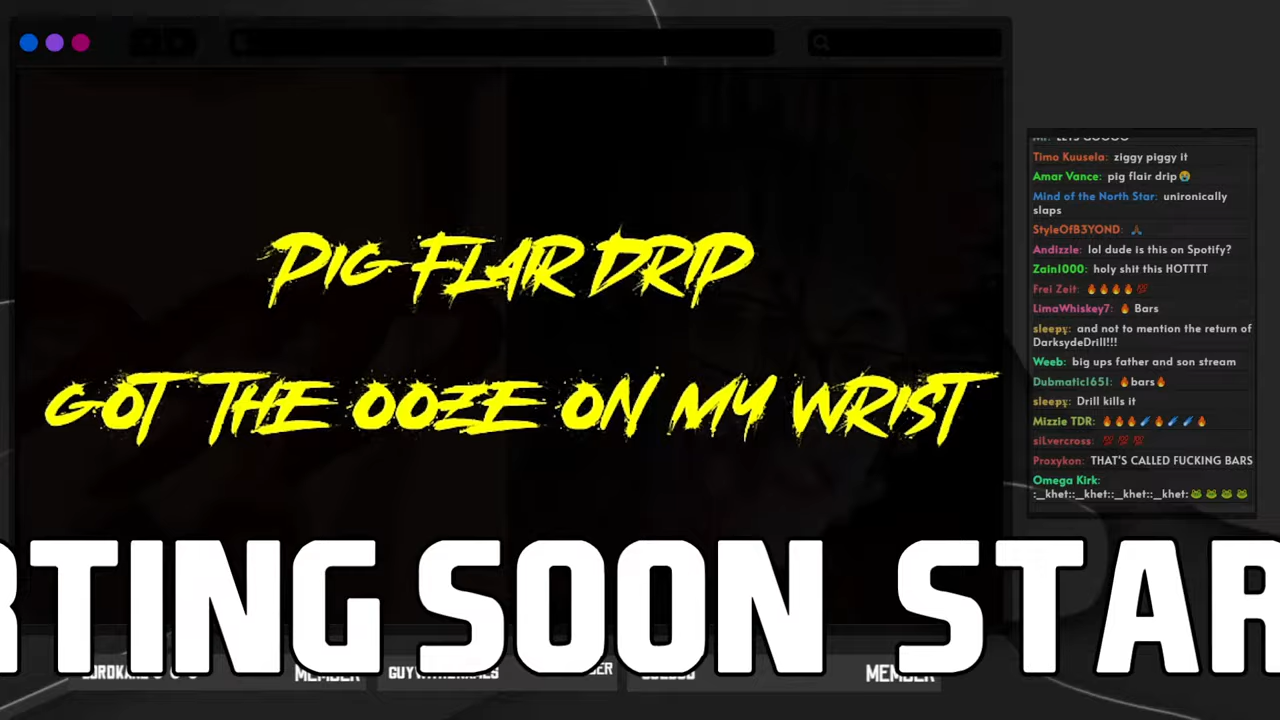 PIG FLAIR DRIP
GOT THE OOZE ON MY WRIST
Timo Kuusela: ziggy piggy it
Amar Vance: pig flair drip😭
Mind of the North Star: unironically
slaps
StyleOfB3YOND: 🙏
Andizzle: lol dude is this on Spotify?
Zain1000: holy shit this HOTTTT
Frei Zeit: 🔥🔥🔥🔥💯
LimaWhiskey7: 🔥 Bars
sleepy: and not to mention the return of
DarksydeDrill!!!
Weeb: big ups father and son stream
Dubmatic1651: 🔥bars🔥
sleepy: Drill kills it
Mizzie TDR: 🔥🔥🔥☄️🔥☄️☄️🔥
siLvercross: 💯 💯 💯
Proxykon: THAT'S CALLED FUCKING BARS
Omega Kirk:
:_khet::_khet::_khet::_khet:🐸🐸🐸🐸
RTING SOON STAR
MEMBER
MEMBER